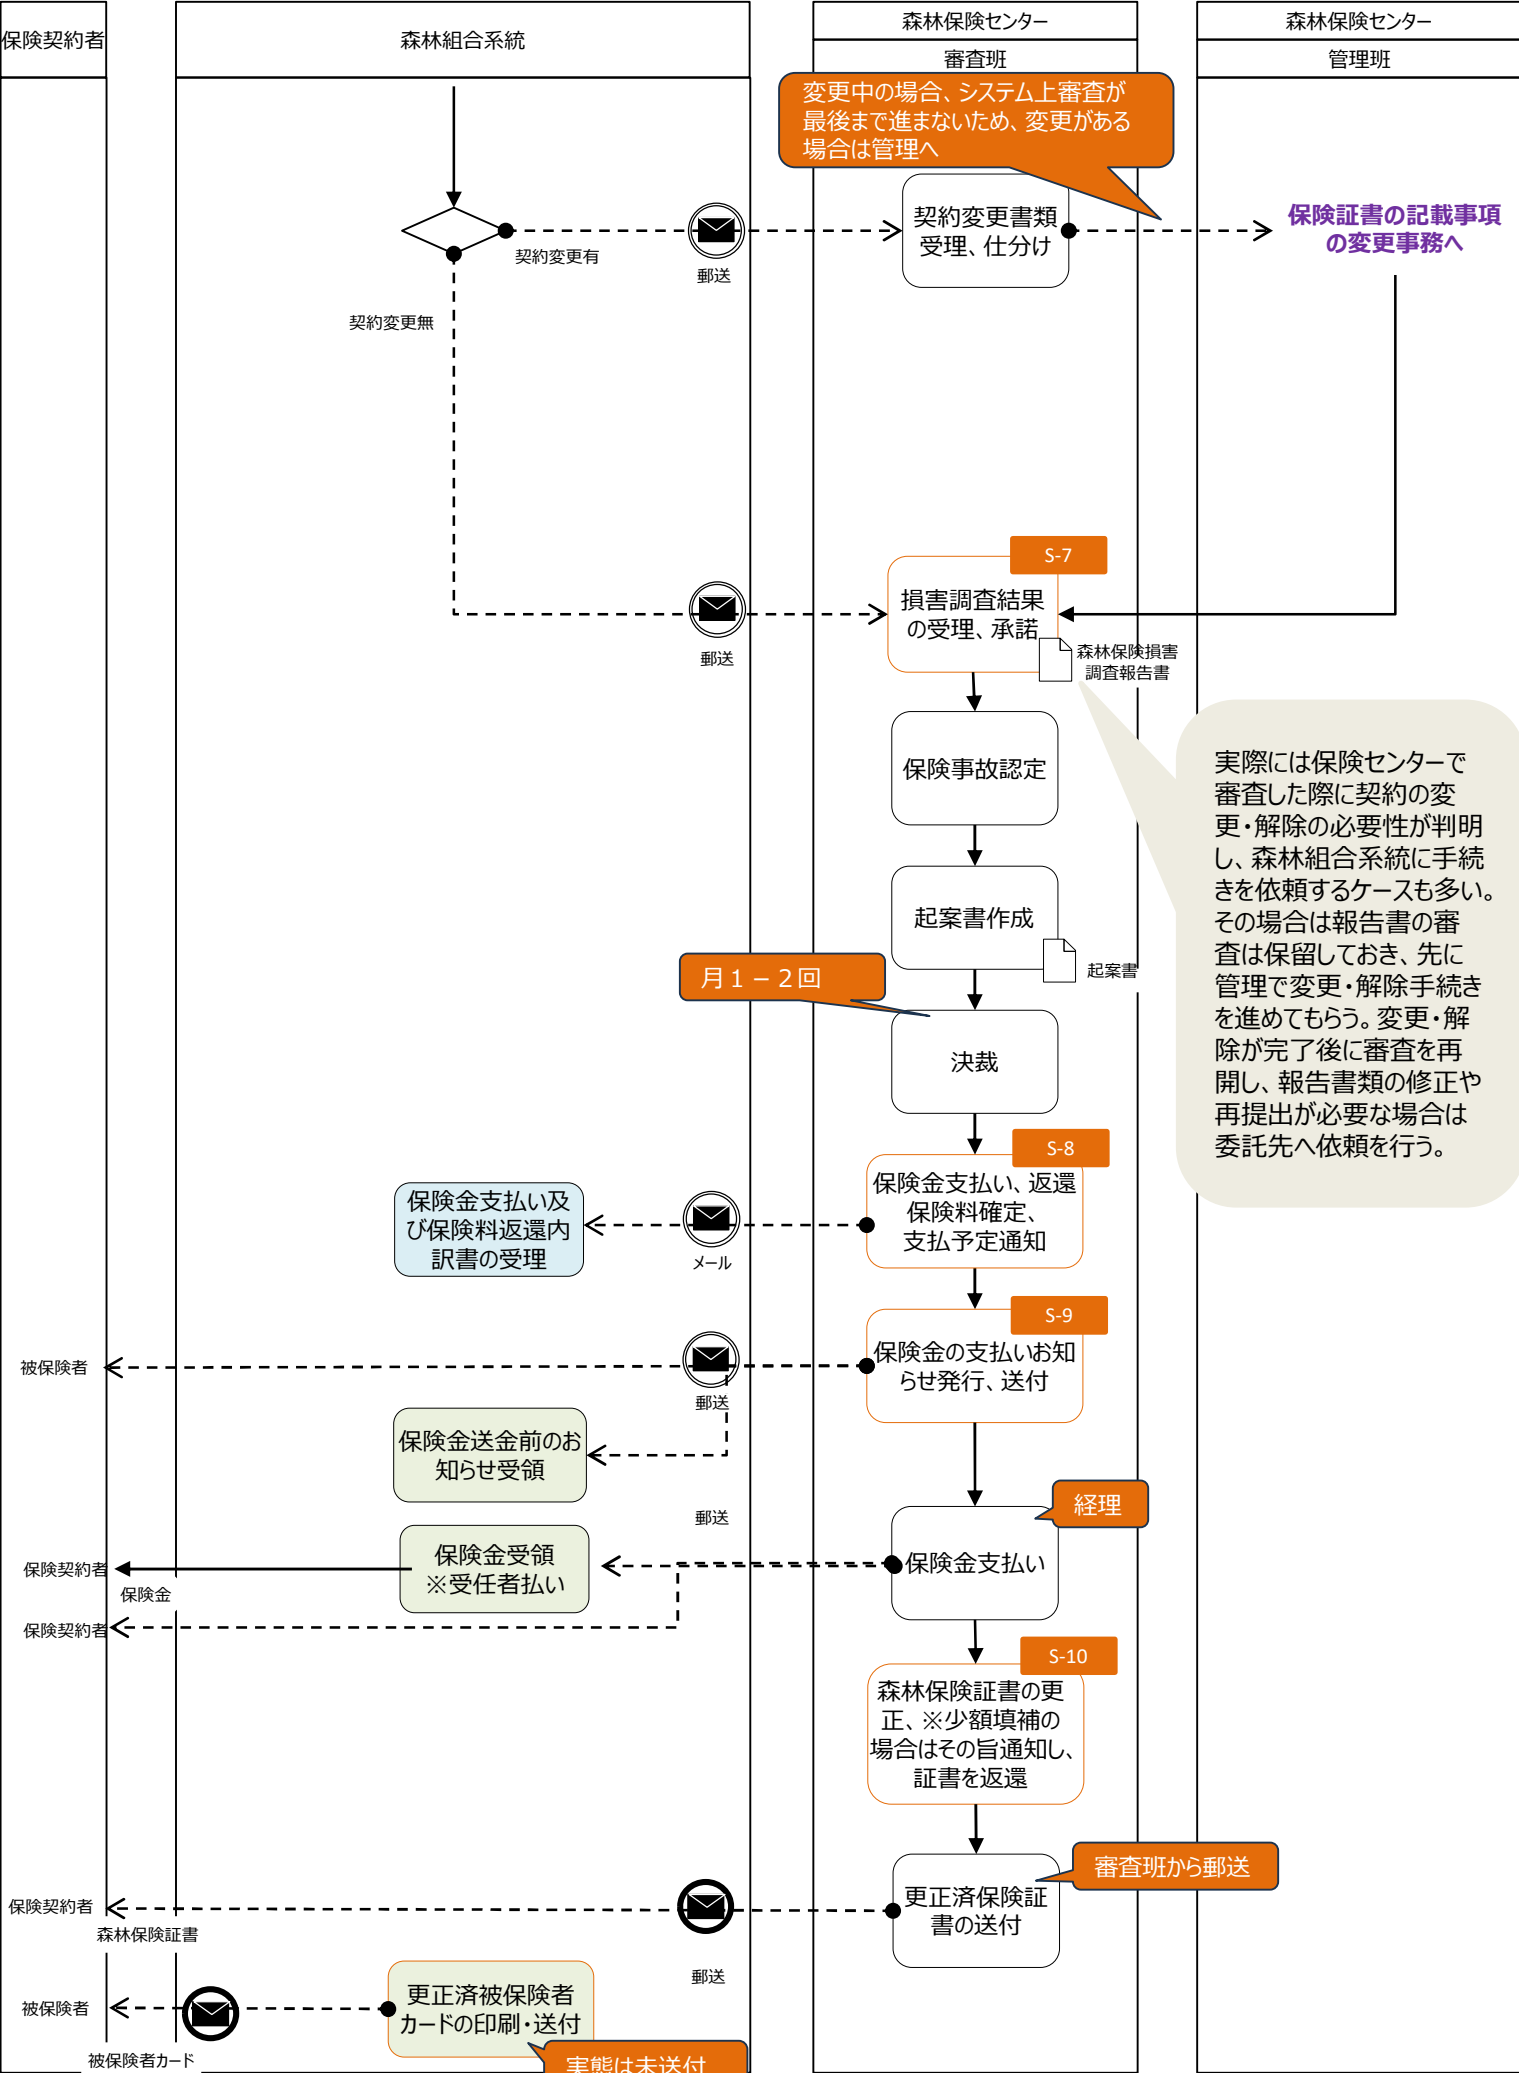 保険契約者
森林組合系統
森林保険センター
審査班
森林保険センター
管理班
変更中の場合、システム上審査が
最後まで進まないため、変更がある
場合は管理へ
契約変更有
郵送
契約変更書類
受理、仕分け
保険証書の記載事項
の変更事務へ
契約変更無
S-7
損害調査結果
の受理、承諾
郵送
森林保険損害
調査報告書
保険事故認定
実際には保険センターで
審査した際に契約の変
更・解除の必要性が判明
し、森林組合系統に手続
きを依頼するケースも多い。
その場合は報告書の審
査は保留しておき、先に
管理で変更・解除手続き
を進めてもらう。変更・解
除が完了後に審査を再
開し、報告書類の修正や
再提出が必要な場合は
委託先へ依頼を行う。
起案書作成
起案書
月1-2回
決裁
S-8
保険金支払い、返還
保険料確定、
支払予定通知
メール
保険金支払い及
び保険料返還内
訳書の受理
S-9
保険金の支払いお知
らせ発行、送付
郵送
被保険者
保険金送金前のお
知らせ受領
経理
保険金支払い
郵送
保険金受領
※受任者払い
保険契約者
保険金
保険契約者
S-10
森林保険証書の更
正、※少額填補の
場合はその旨通知し、
証書を返還
審査班から郵送
更正済保険証
書の送付
郵送
保険契約者
森林保険証書
更正済被保険者
カードの印刷・送付
被保険者
被保険者カード
実態は未送付